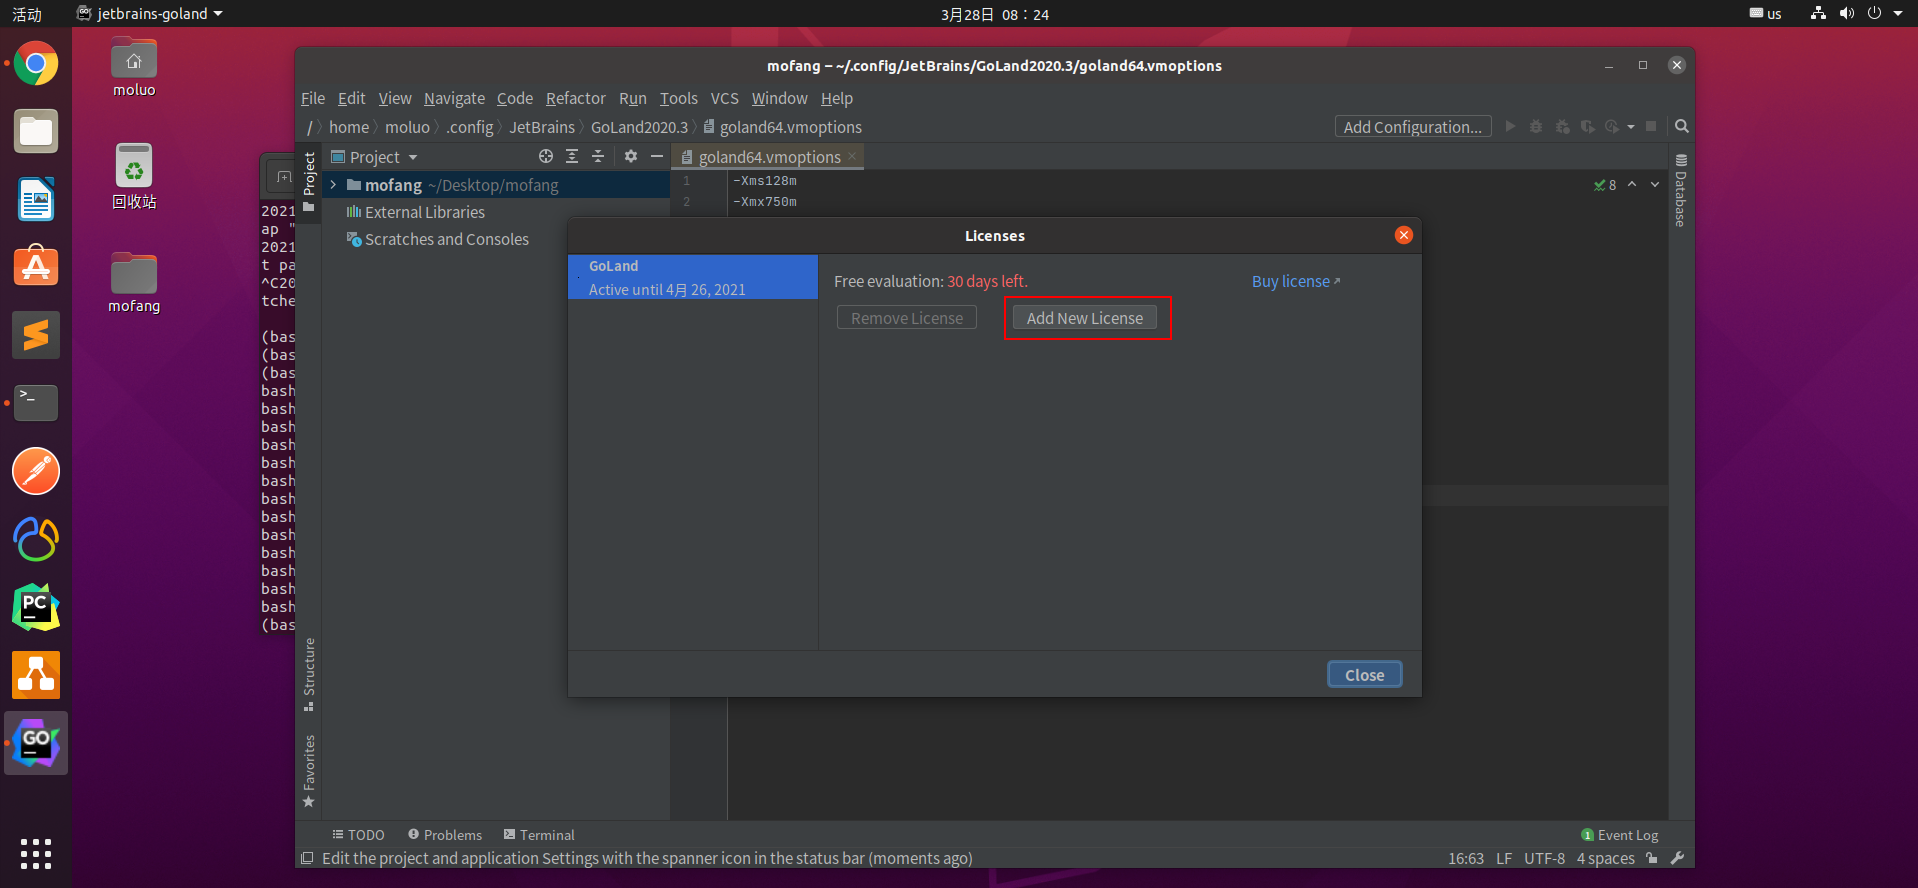 活动
jetbrains-goland
3月28日 08：24
us
moluo
回收站
mofang
mofang – ~/.config/JetBrains/GoLand2020.3/goland64.vmoptions
File Edit View Navigate Code Refactor Run Tools VCS Window Help
/ home moluo .config JetBrains GoLand2020.3 goland64.vmoptions
Add Configuration...
Project
Project
goland64.vmoptions
mofang ~/Desktop/mofang
External Libraries
Scratches and Consoles
1 -Xms128m
2 -Xmx750m
8
Database
2021
ap "
2021
t pa
^C20
tche
(bas
(bas
(bas
bash
bash
bash
bash
bash
bash
bash
bash
bash
bash
bash
bash
bash
(bas
Licenses
GoLand
Active until 4月 26, 2021
Free evaluation: 30 days left.
Buy license
Remove License
Add New License
Close
Structure
Favorites
PC
GO
TODO
Problems
Terminal
1 Event Log
Edit the project and application Settings with the spanner icon in the status bar (moments ago)
16:63 LF UTF-8 4 spaces